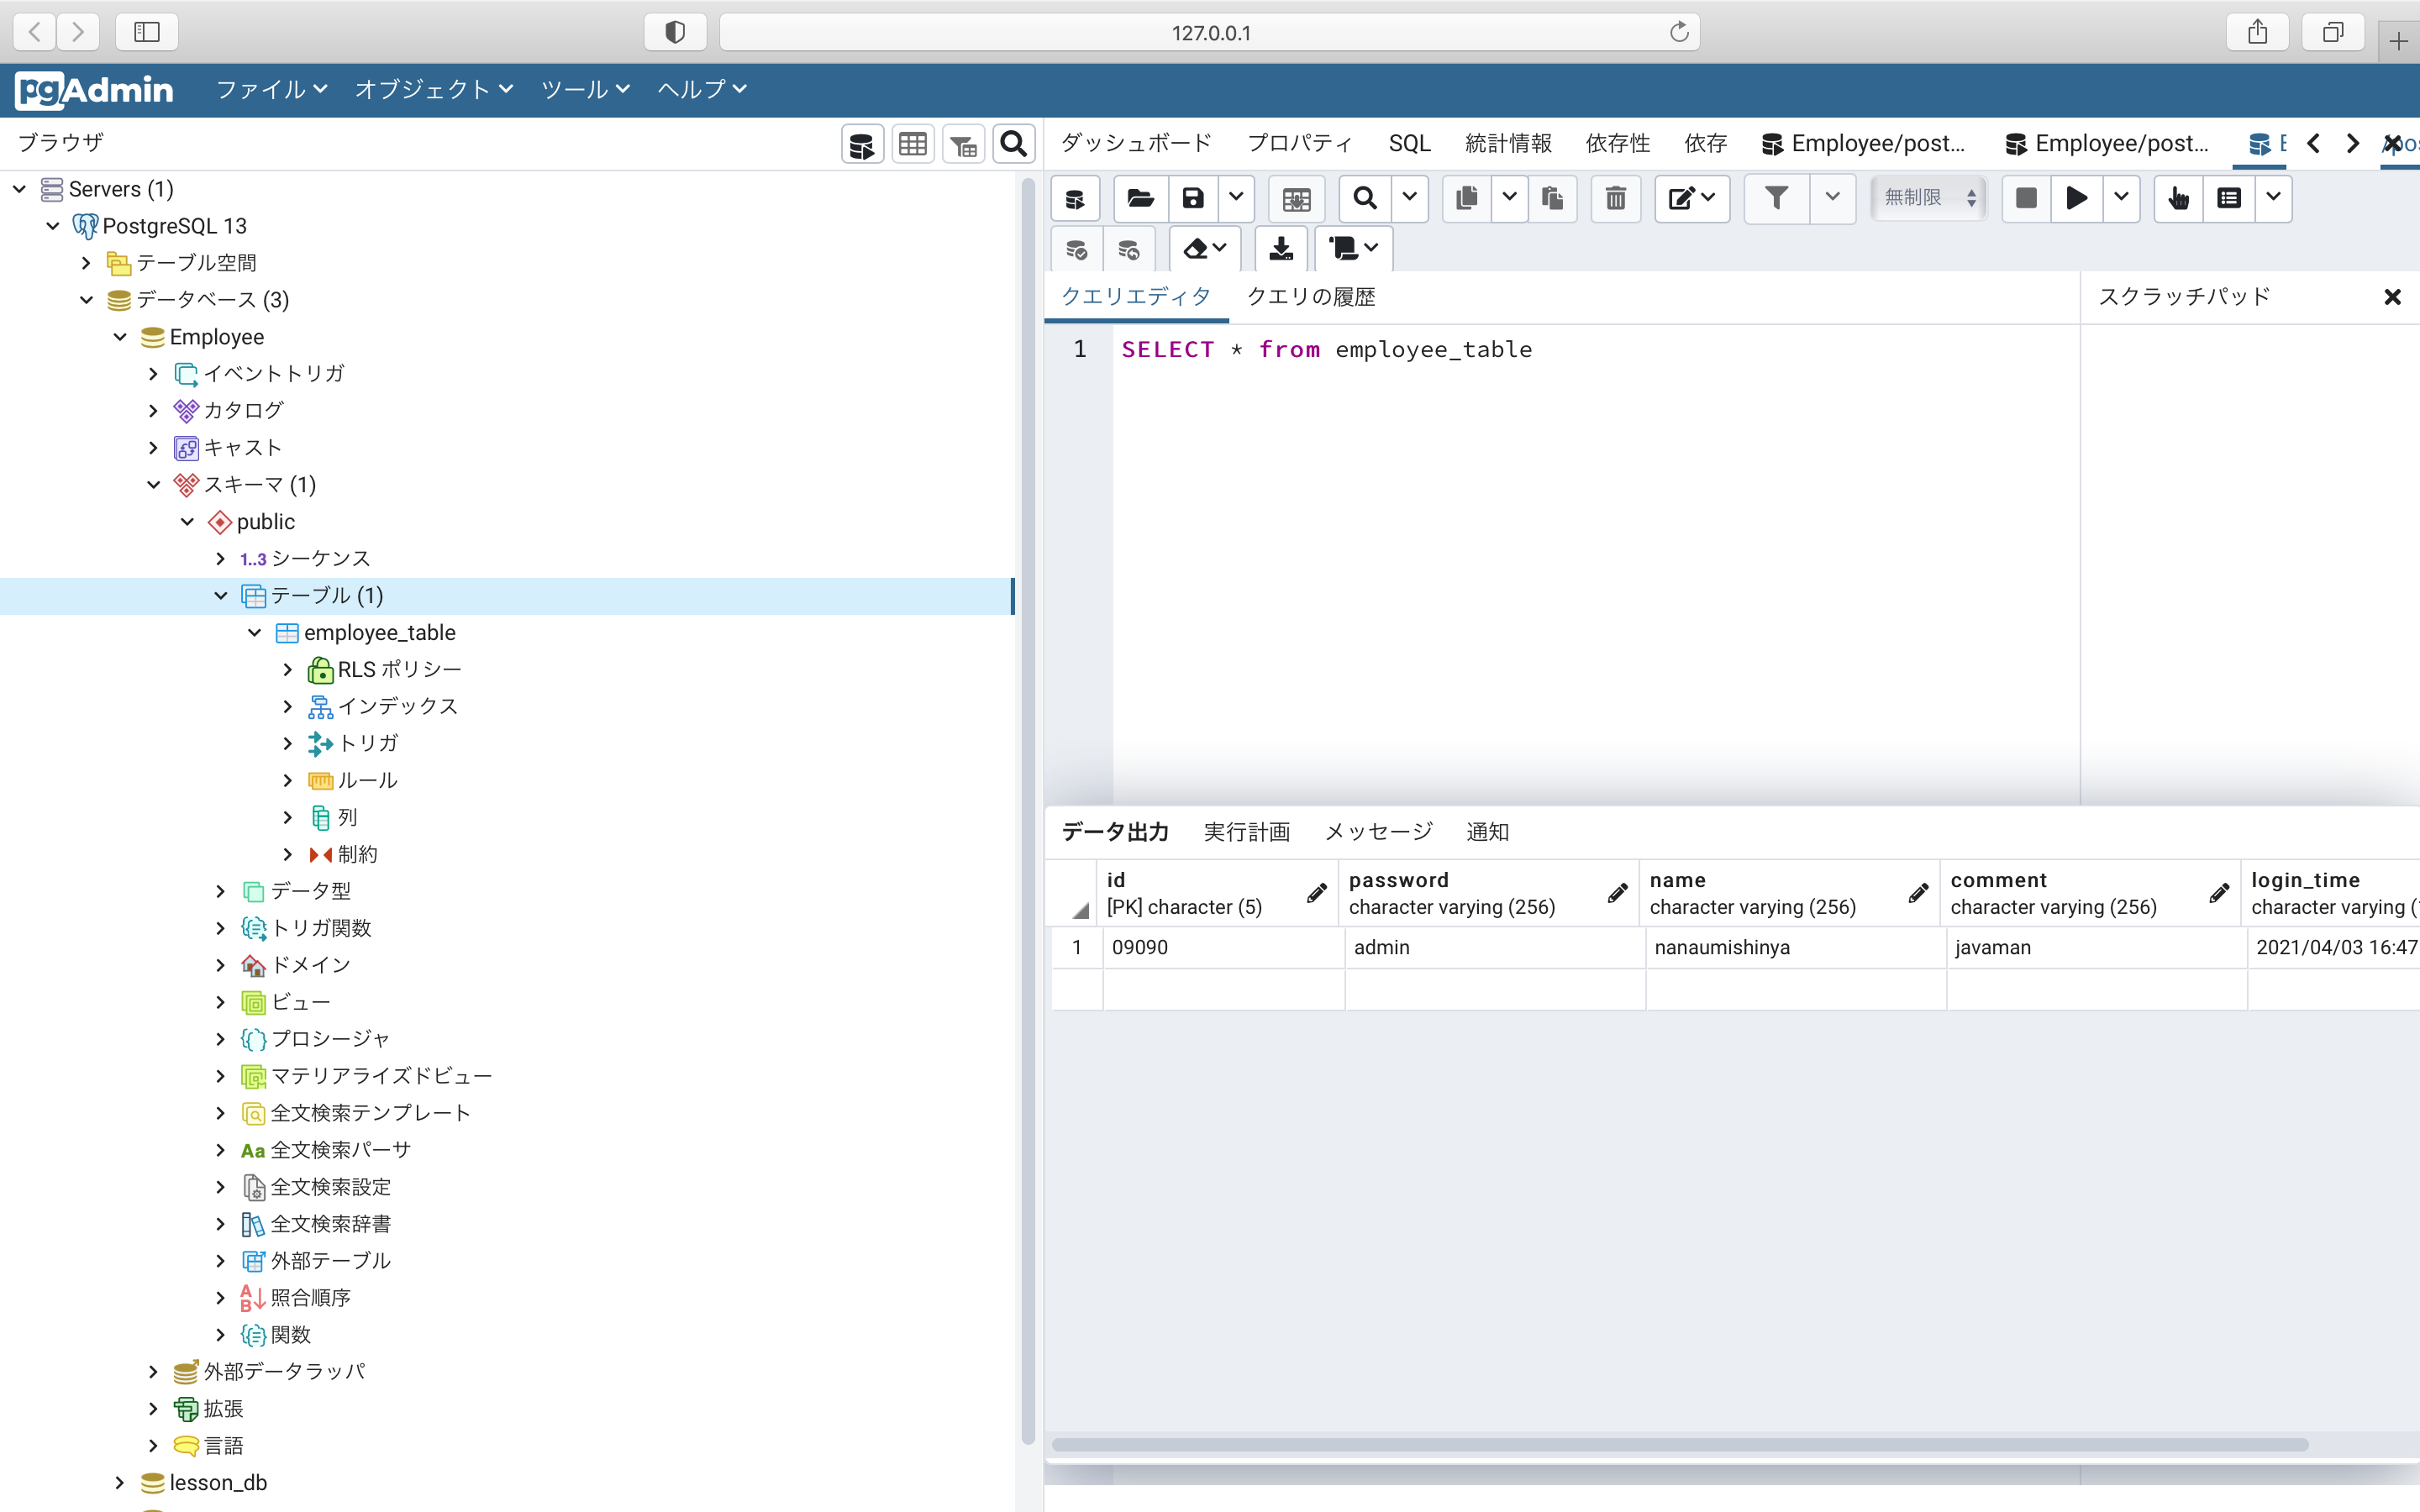 127.0.0.1
pgAdmin ファイル オブジェクト ツール ヘルプ
ブラウザ
ダッシュボード プロパティ SQL 統計情報 依存性 依存 Employee/post... Employee/post...
Servers (1)
PostgreSQL 13
テーブル空間
データベース (3)
Employee
イベントトリガ
カタログ
キャスト
スキーマ (1)
public
1..3 シーケンス
テーブル (1)
employee_table
RLS ポリシー
インデックス
トリガ
ルール
列
制約
データ型
トリガ関数
ドメイン
ビュー
プロシージャ
マテリアライズドビュー
全文検索テンプレート
Aa 全文検索パーサ
全文検索設定
全文検索辞書
外部テーブル
照合順序
関数
外部データラッパ
拡張
言語
lesson_db
無制限
クエリエディタ クエリの履歴
スクラッチパッド
1 SELECT * from employee_table
データ出力 実行計画 メッセージ 通知
id password name comment login_time
[PK] character (5) character varying (256) character varying (256) character varying (256) character varying (
1 09090 admin nanaumishinya javaman 2021/04/03 16:47